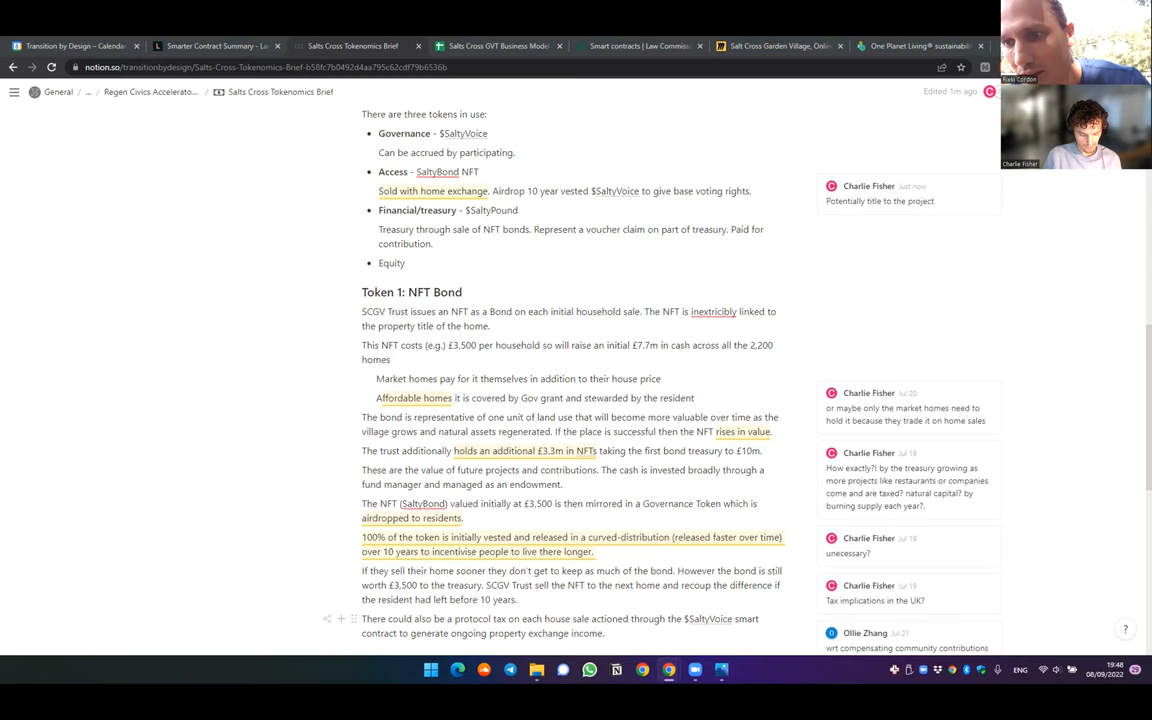 Transition by Design – Calendar
Smarter Contract Summary - La
Salts Cross Tokenomics Brief
Salts Cross GVT Business Model
Smart contracts | Law Commiss
Salt Cross Garden Village, Onlin
One Planet Living® sustainabili
notion.so/transitionbydesign/Salts-Cross-Tokenomics-Brief-b58fc7b0492d4aa795c62cdf79b6536b
General / ... / Regen Civics Accelerato... / Salts Cross Tokenomics Brief
Edited 1m ago
C
Rieki Cordon
Charlie Fisher
There are three tokens in use:
Governance - $SaltyVoice
Can be accrued by participating.
Access - SaltyBond NFT
Sold with home exchange. Airdrop 10 year vested $SaltyVoice to give base voting rights.
Financial/treasury - $SaltyPound
Treasury through sale of NFT bonds. Represent a voucher claim on part of treasury. Paid for
contribution.
Equity
Token 1: NFT Bond
SCGV Trust issues an NFT as a Bond on each initial household sale. The NFT is inextricibly linked to
the property title of the home.
This NFT costs (e.g.) £3,500 per household so will raise an initial £7.7m in cash across all the 2,200
homes
Market homes pay for it themselves in addition to their house price
Affordable homes it is covered by Gov grant and stewarded by the resident
The bond is representative of one unit of land use that will become more valuable over time as the
village grows and natural assets regenerated. If the place is successful then the NFT rises in value.
The trust additionally holds an additional £3.3m in NFTs taking the first bond treasury to £10m.
These are the value of future projects and contributions. The cash is invested broadly through a
fund manager and managed as an endowment.
The NFT (SaltyBond) valued initially at £3,500 is then mirrored in a Governance Token which is
airdropped to residents.
100% of the token is initially vested and released in a curved-distribution (released faster over time)
over 10 years to incentivise people to live there longer.
If they sell their home sooner they don't get to keep as much of the bond. However the bond is still
worth £3,500 to the treasury. SCGV Trust sell the NFT to the next home and recoup the difference if
the resident had left before 10 years.
There could also be a protocol tax on each house sale actioned through the $SaltyVoice smart
contract to generate ongoing property exchange income.
C Charlie Fisher Just now
Potentially title to the project
C Charlie Fisher Jul 20
or maybe only the market homes need to
hold it because they trade it on home sales
C Charlie Fisher Jul 19
How exactly?! by the treasury growing as
more projects like restaurants or companies
come and are taxed? natural capital? by
burning supply each year?.
C Charlie Fisher Jul 19
unecessary?
C Charlie Fisher Jul 19
Tax implications in the UK?
O Ollie Zhang Jul 21
wrt compensating community contributions
?
ENG
19:48
08/09/2022
29